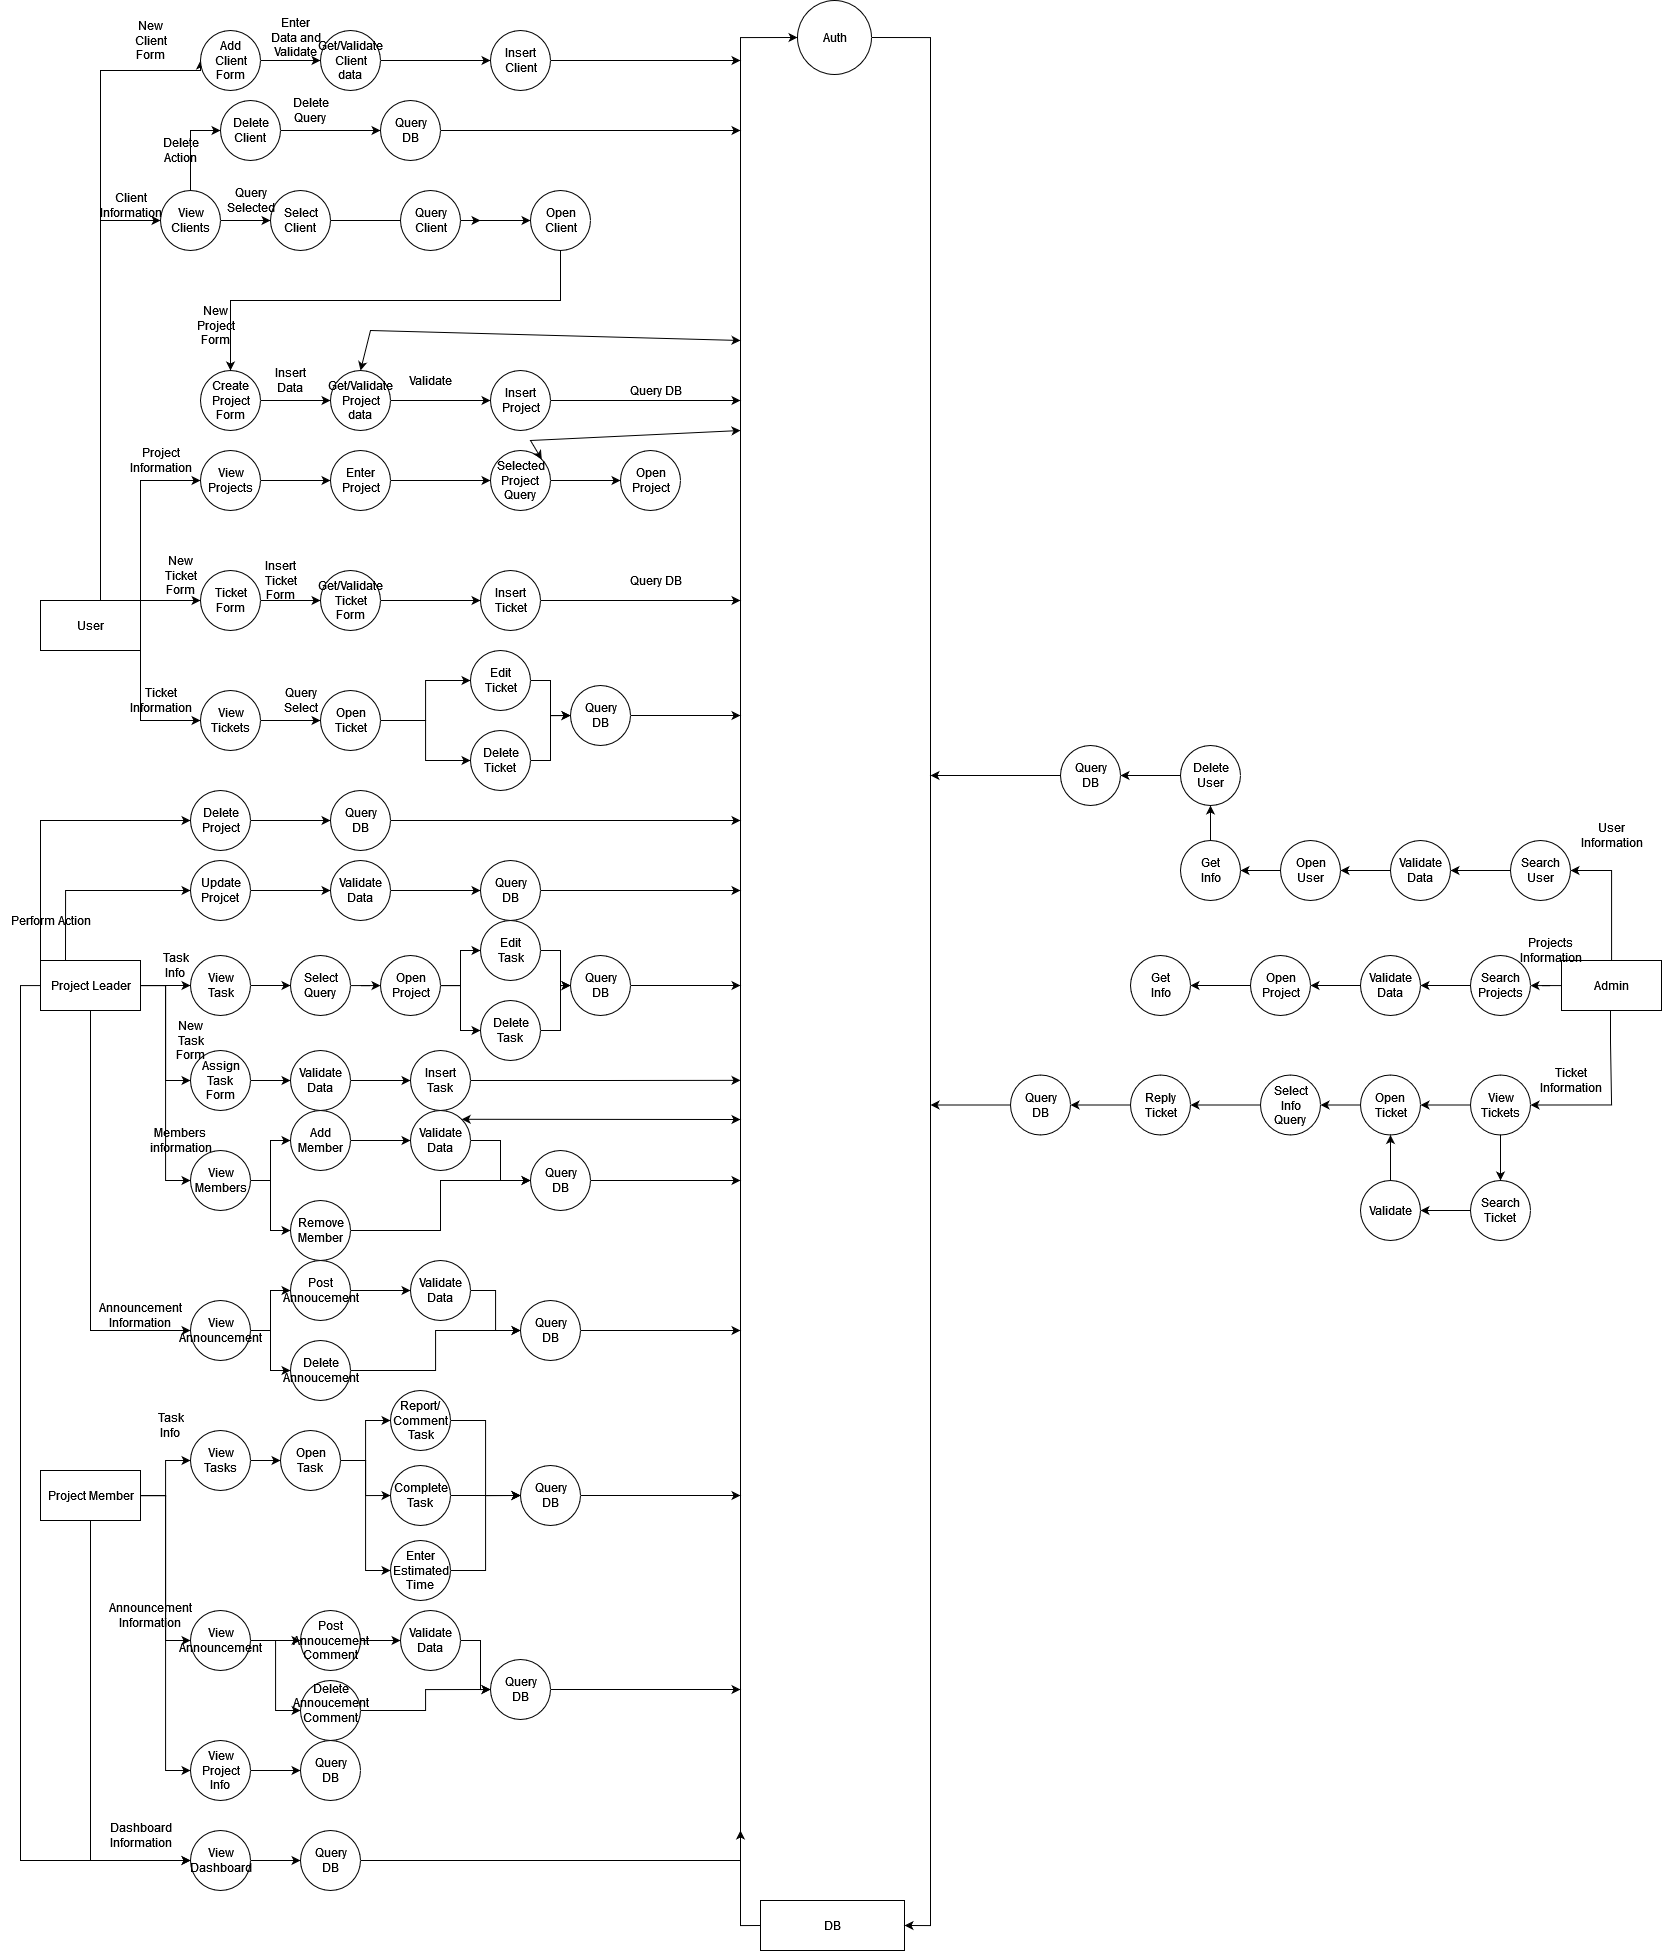 New
Client
Form
Add
Client
Form
Enter
Data and
Validate
Get/Validate
Client
data
Insert
Client
Auth
Delete
Action
Delete
Client
Delete
Query
Query
DB
Client
Information
View
Clients
Query
Selected
Select
Client
Query
Client
Open
Client
New
Project
Form
Create
Project
Form
Insert
Data
Get/Validate
Project
data
Validate
Insert
Project
Query DB
Project
Information
View
Projects
Enter
Project
Selected
Project
Query
Open
Project
User
New
Ticket
Form
Ticket
Form
Insert
Ticket
Form
Get/Validate
Ticket
Form
Insert
Ticket
Query DB
Ticket
Information
View
Tickets
Query
Select
Open
Ticket
Edit
Ticket
Delete
Ticket
Query
DB
Delete
Project
Query
DB
Perform Action
Update
Projcet
Validate
Data
Query
DB
Project Leader
Task
Info
View
Task
Select
Query
Open
Project
Edit
Task
Delete
Task
Query
DB
New
Task
Form
Assign
Task
Form
Validate
Data
Insert
Task
Members
information
View
Members
Add
Member
Validate
Data
Remove
Member
Query
DB
Announcement
Information
View
Announcement
Post
Annoucement
Validate
Data
Delete
Annoucement
Query
DB
Project Member
Task
Info
View
Tasks
Open
Task
Report/
Comment
Task
Complete
Task
Enter
Estimated
Time
Query
DB
Announcement
Information
View
Announcement
Post
Annoucement
Comment
Validate
Data
Delete
Annoucement
Comment
Query
DB
View
Project
Info
Query
DB
Dashboard
Information
View
Dashboard
Query
DB
DB
Query
DB
Delete
User
Get
Info
Open
User
Validate
Data
Search
User
User
Information
Get
Info
Open
Project
Validate
Data
Search
Projects
Projects
Information
Admin
Query
DB
Reply
Ticket
Select
Info
Query
Open
Ticket
View
Tickets
Ticket
Information
Validate
Search
Ticket